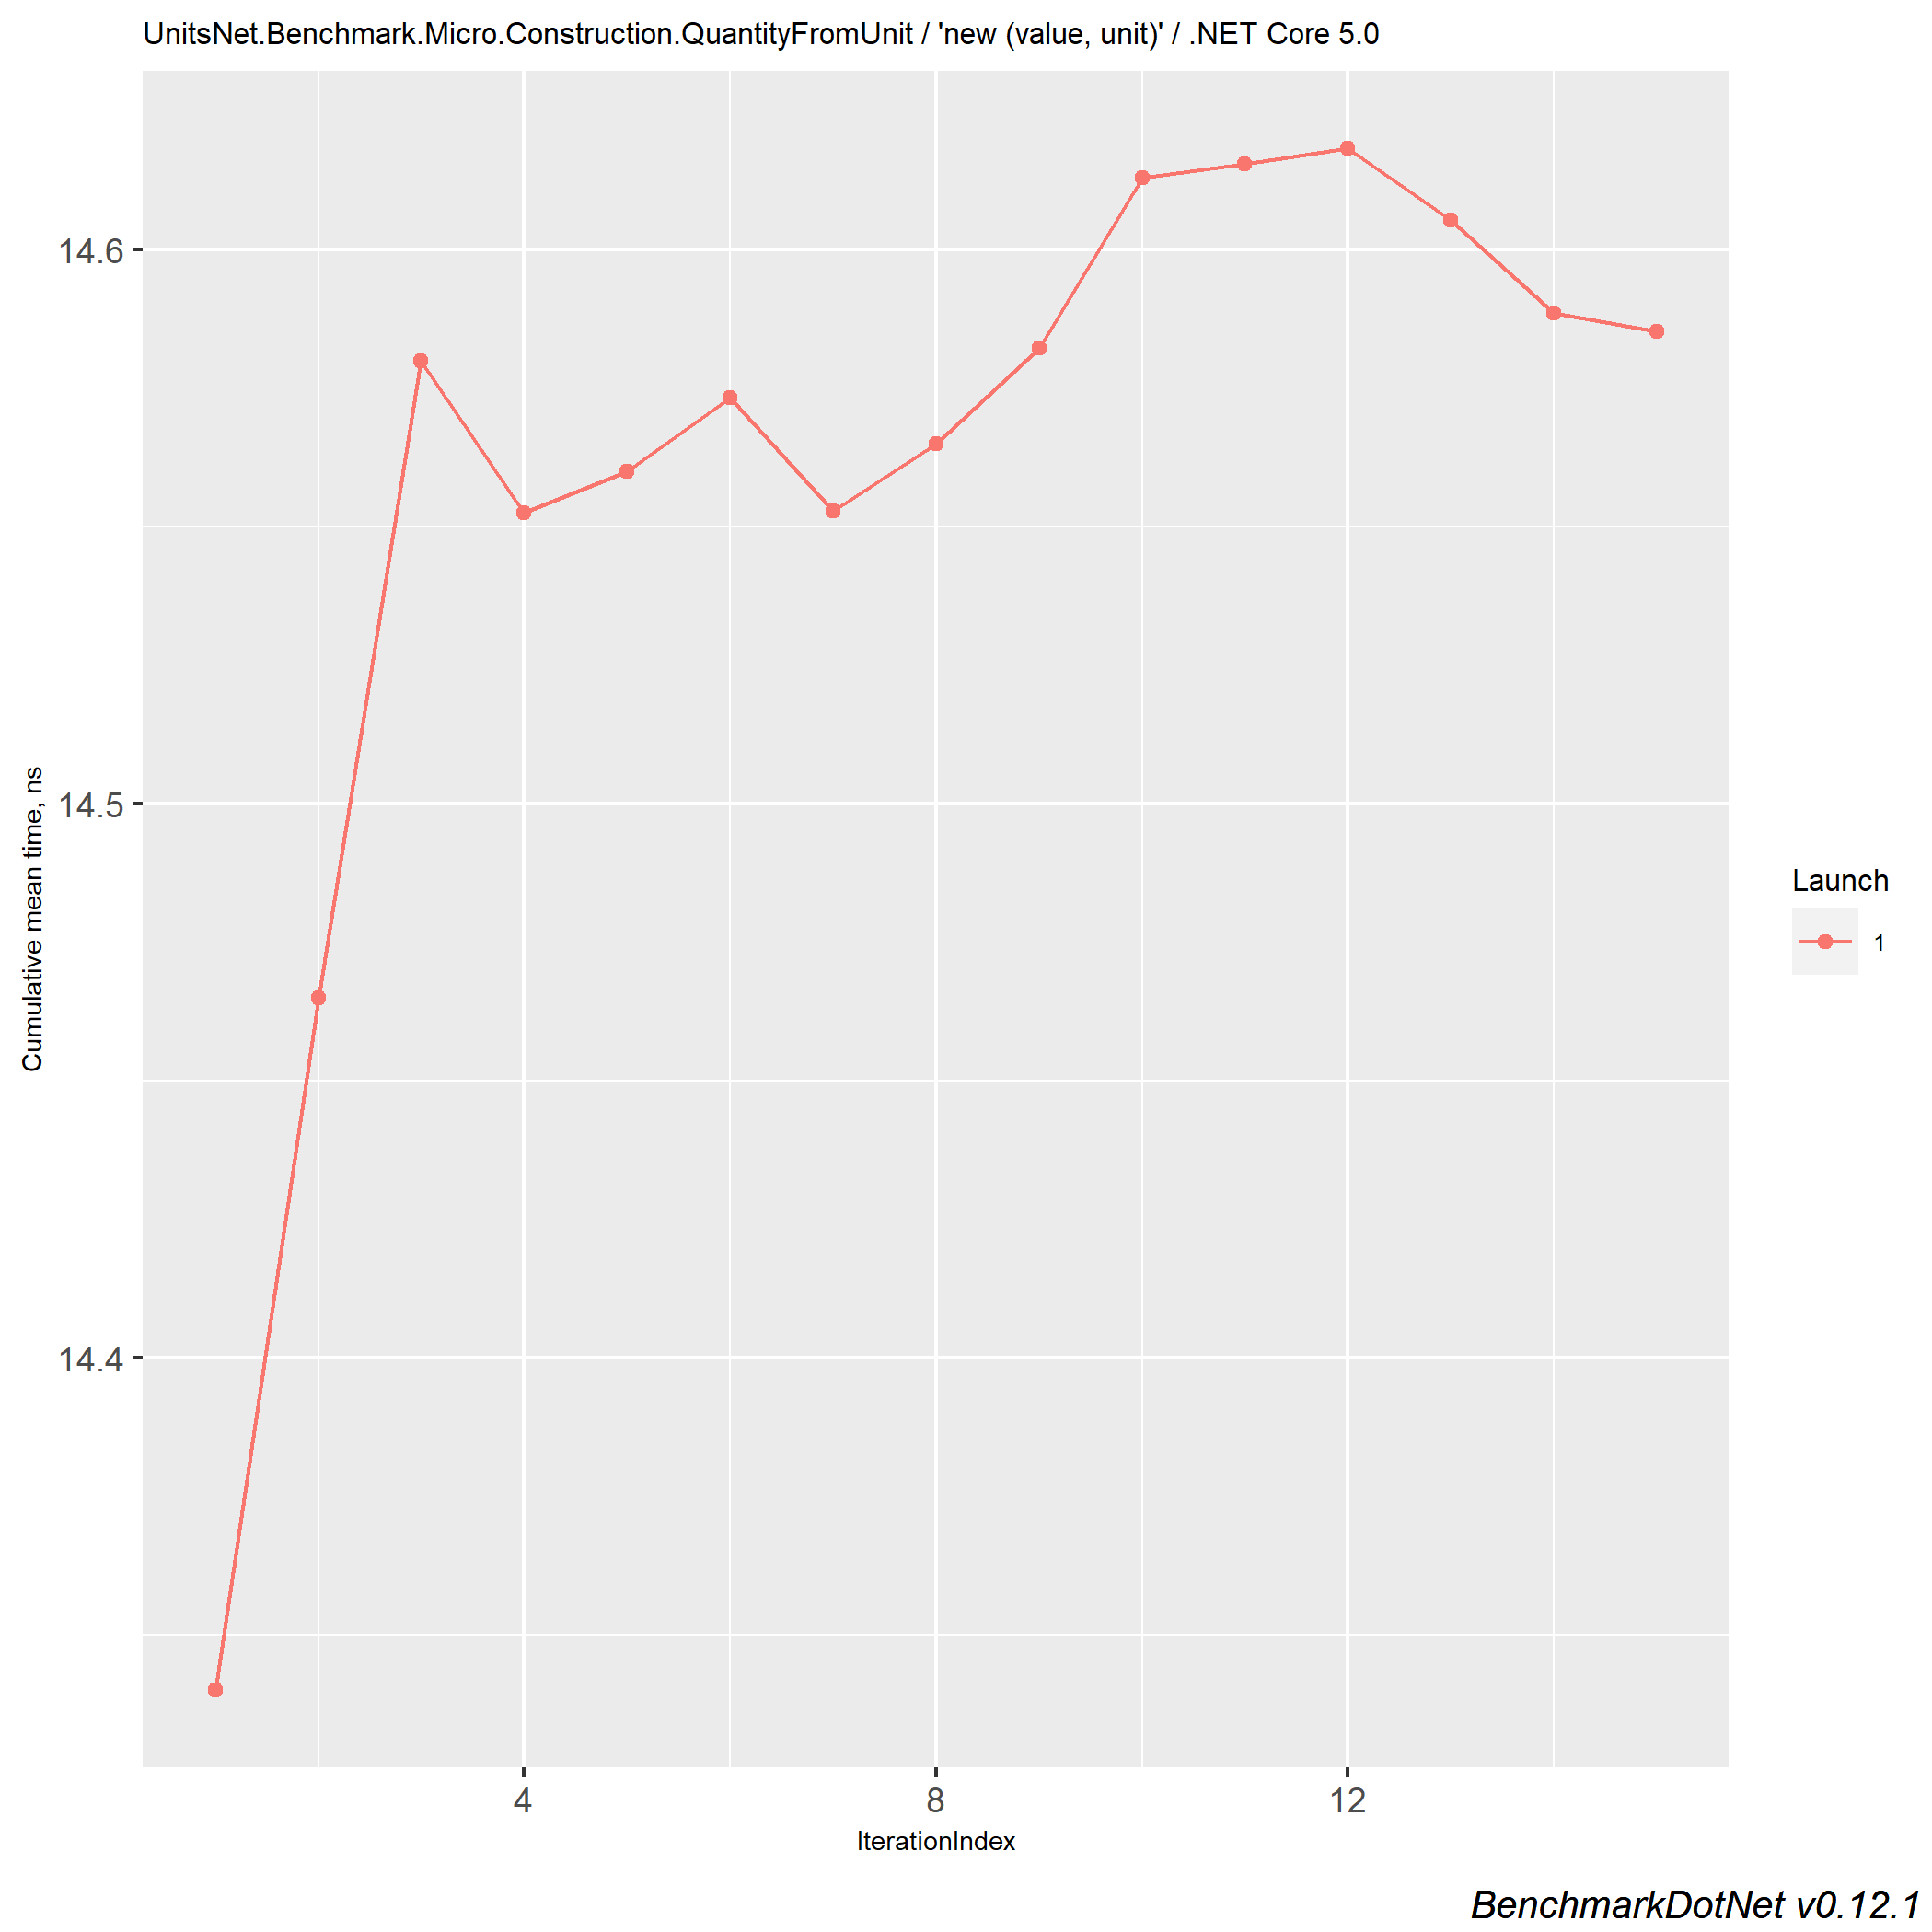 UnitsNet.Benchmark.Micro.Construction.QuantityFromUnit / 'new (value, unit)' / .NET Core 5.0
14.6
14.5
14.4
Cumulative mean time, ns
4
8
12
IterationIndex
Launch
1
BenchmarkDotNet v0.12.1